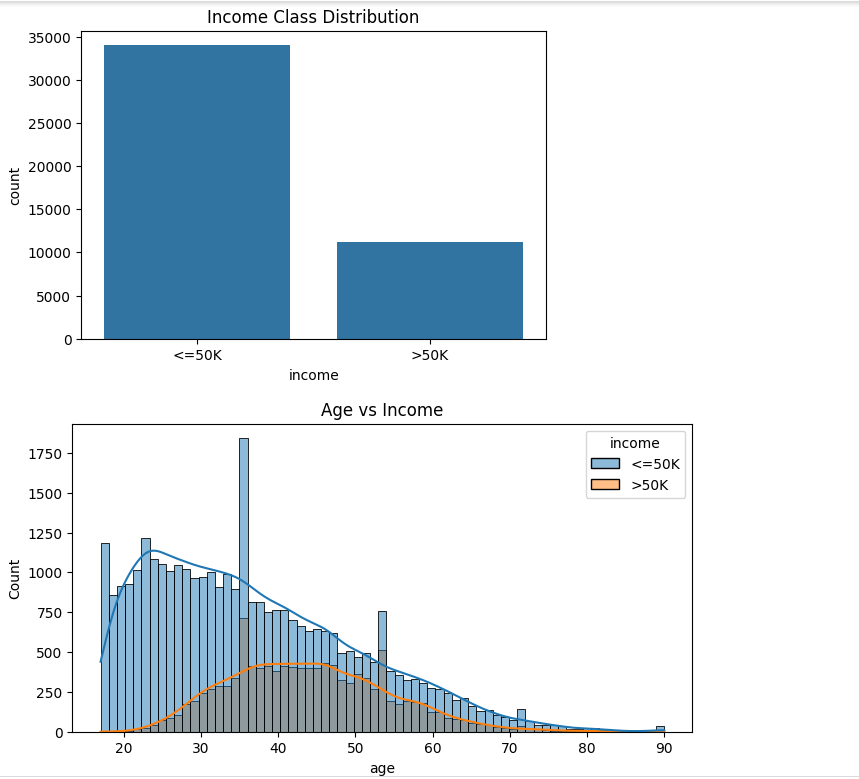 Income Class Distribution
35000
30000
25000
20000
15000
10000
5000
0
count
<=50K >50K
income
Age vs Income
1750
1500
1250
1000
750
500
250
0
Count
income
<=50K
>50K
20 30 40 50 60 70 80 90
age